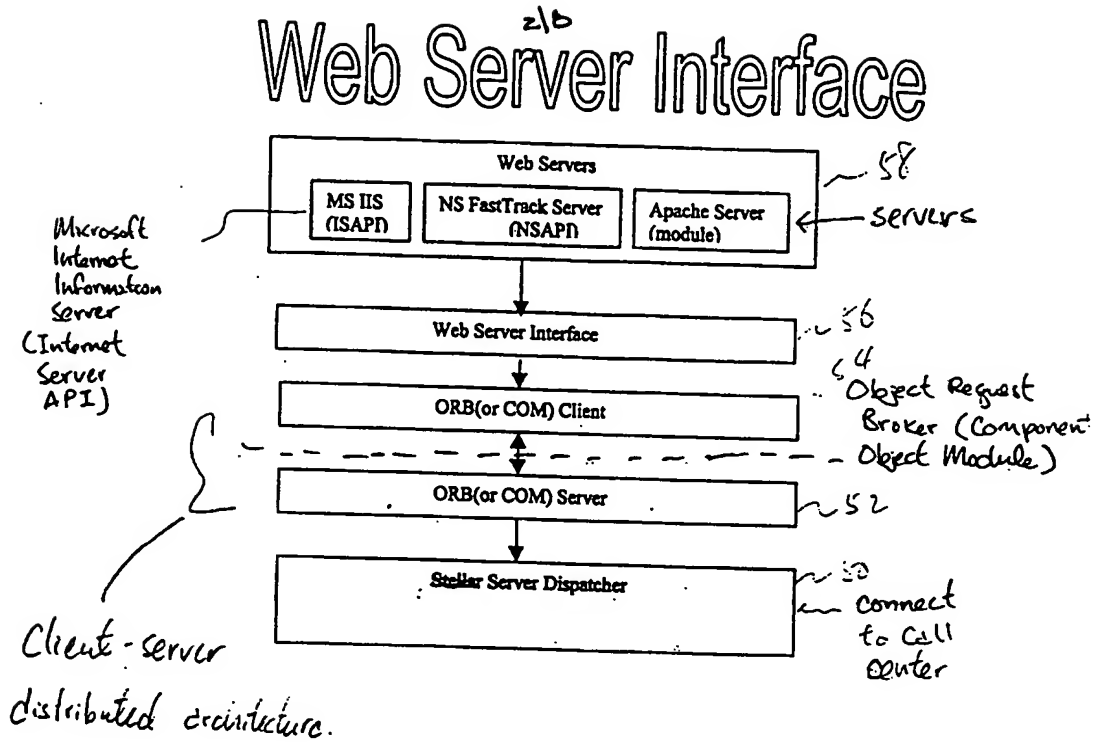 2/8
Web Server Interface
Web Servers
58
MS IIS
(ISAPI)
NS FastTrack Server
(NSAPI)
Apache Server
(module)
servers
Microsoft
Internet
Information
Server
(Internet
Server
API)
Web Server Interface
56
54
ORB(or COM) Client
Object Request
Broker (Component
Object Module)
ORB(or COM) Server
52
Stellar Server Dispatcher
50
connect
to Call
center
Client-server
distributed architecture.